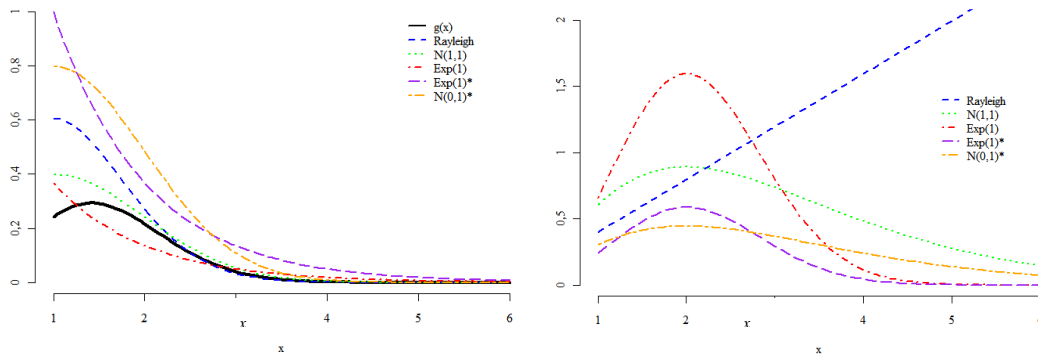 1
0,8
0,6
0,4
0,2
0
1
2
x
4
5
6
x
g(x)
Rayleigh
N(1,1)
Exp(1)
Exp(1)*
N(0,1)*
2
1,5
1
0,5
0
1
2
x
4
5
6
x
Rayleigh
N(1,1)
Exp(1)
Exp(1)*
N(0,1)*